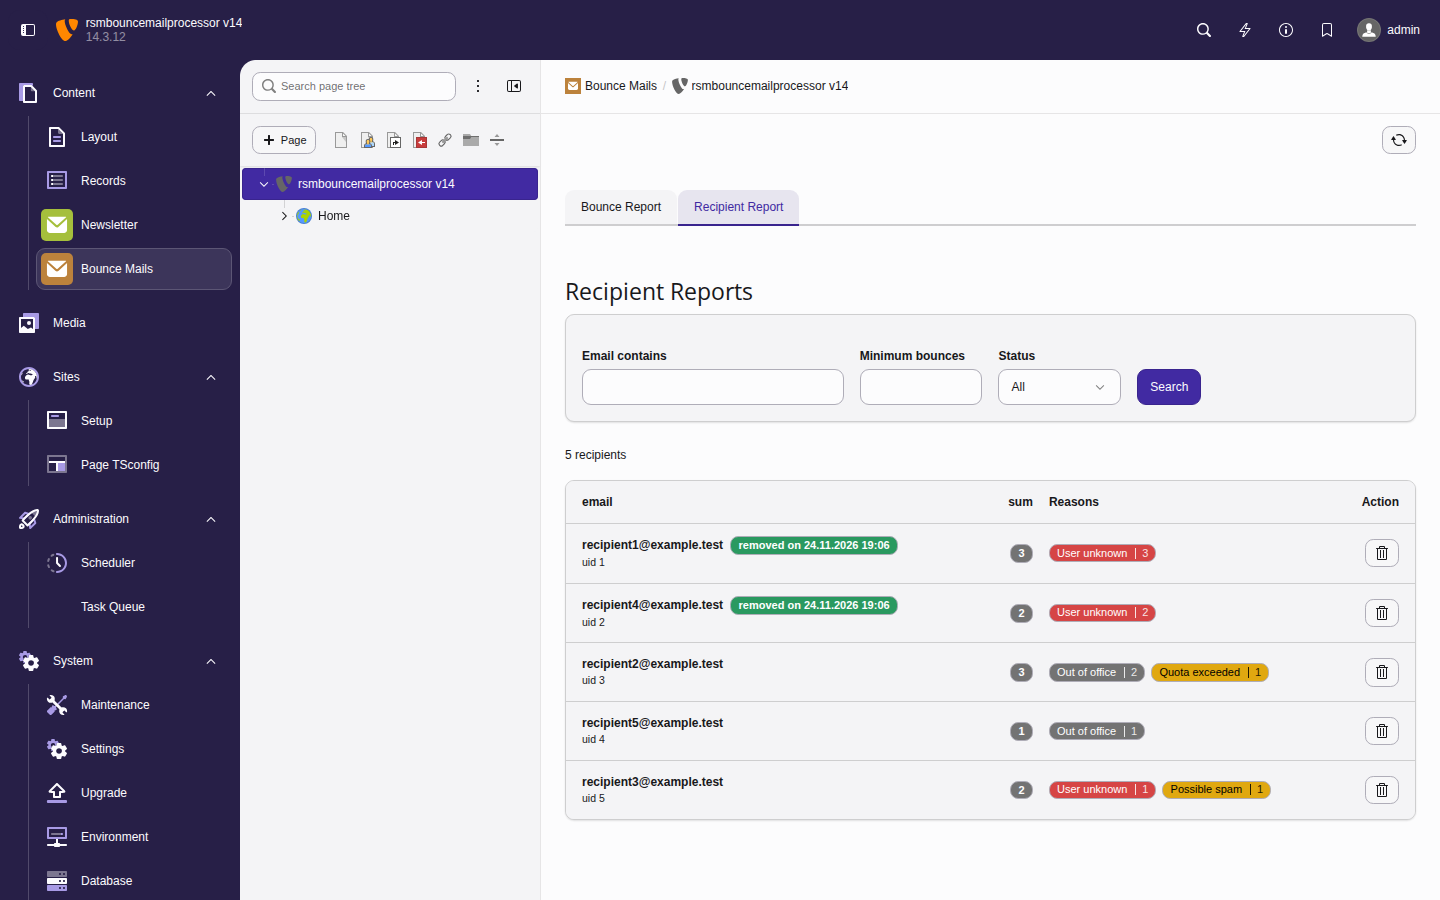 rsmbouncemailprocessor v14
14.3.12
admin
Content
Layout
Records
Newsletter
Bounce Mails
Media
Sites
Setup
Page TSconfig
Administration
Scheduler
Task Queue
System
Maintenance
Settings
Upgrade
Environment
Database
Search page tree
Page
rsmbouncemailprocessor v14
Home
Bounce Mails / rsmbouncemailprocessor v14
Bounce Report Recipient Report
Recipient Reports
Email contains Minimum bounces Status
All Search
5 recipients
email sum Reasons Action
recipient1@example.test removed on 24.11.2026 19:06
uid 1
3 User unknown | 3
recipient4@example.test removed on 24.11.2026 19:06
uid 2
2 User unknown | 2
recipient2@example.test
uid 3
3 Out of office | 2 Quota exceeded | 1
recipient5@example.test
uid 4
1 Out of office | 1
recipient3@example.test
uid 5
2 User unknown | 1 Possible spam | 1